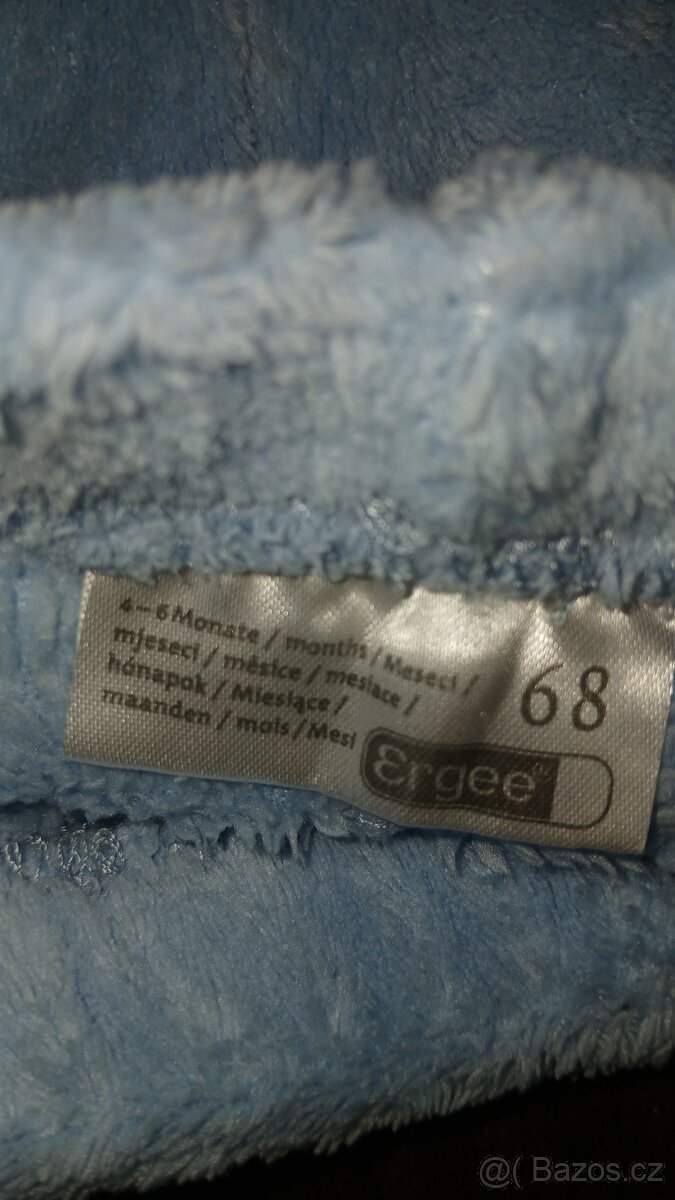 4-6 Monate / months / Meseci /
mjeseci / měsíce / mesiace /
hónapok / Miesiące /
maanden / mois / Mesi
68
Ergee
@( Bazos.cz